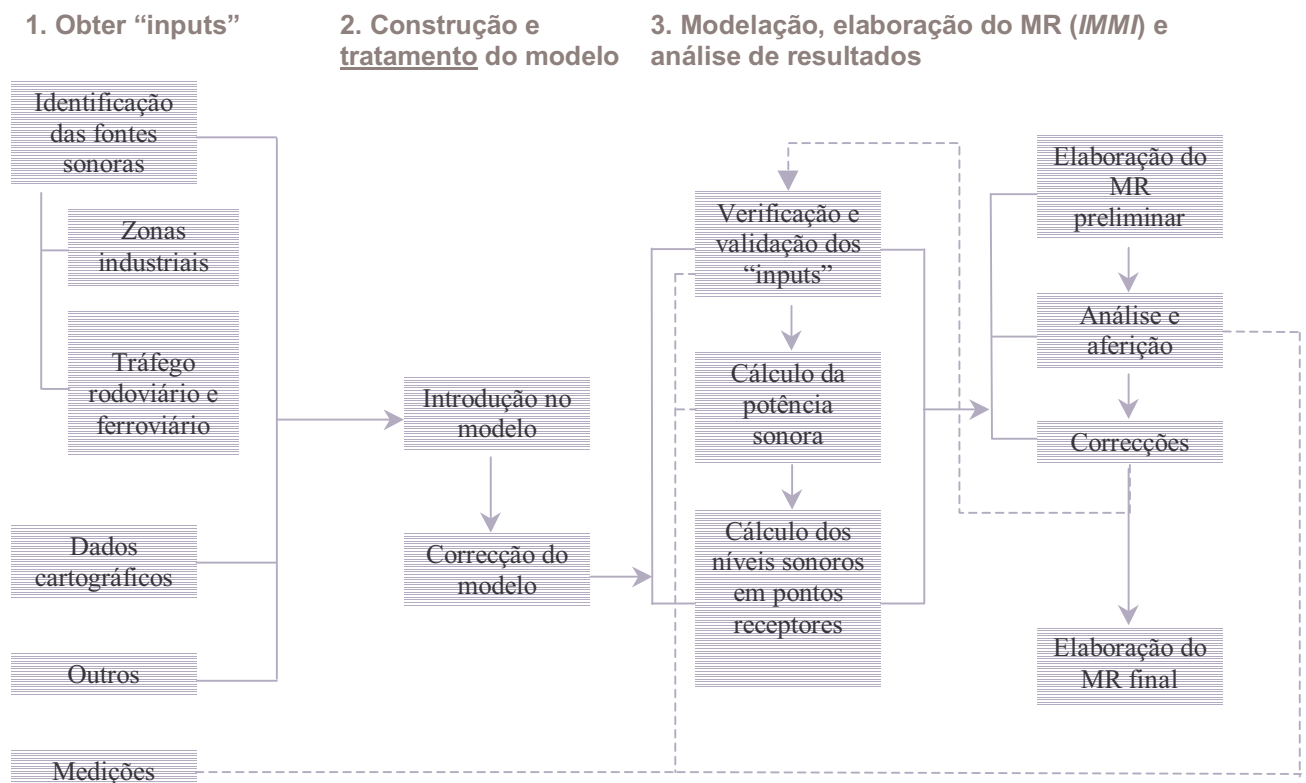 1. Obter “inputs”
2. Construção e
tratamento do modelo
3. Modelação, elaboração do MR (IMMI) e
análise de resultados
Identificação
das fontes
sonoras
Zonas
industriais
Tráfego
rodoviário e
ferroviário
Dados
cartográficos
Outros
Medições
Introdução no
modelo
Correcção do
modelo
Verificação e
validação dos
“inputs”
Cálculo da
potência
sonora
Cálculo dos
níveis sonoros
em pontos
receptores
Elaboração do
MR
preliminar
Análise e
aferição
Correcções
Elaboração do
MR final